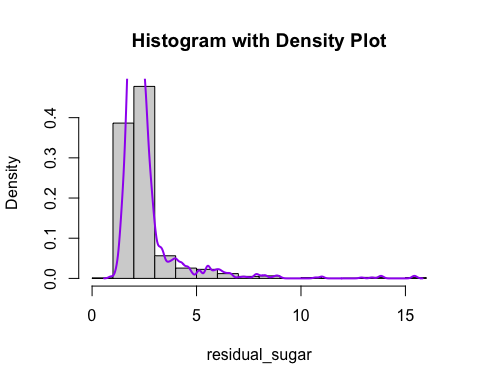 Histogram with Density Plot
Density
0.0 0.1 0.2 0.3 0.4
0 5 10 15
residual_sugar